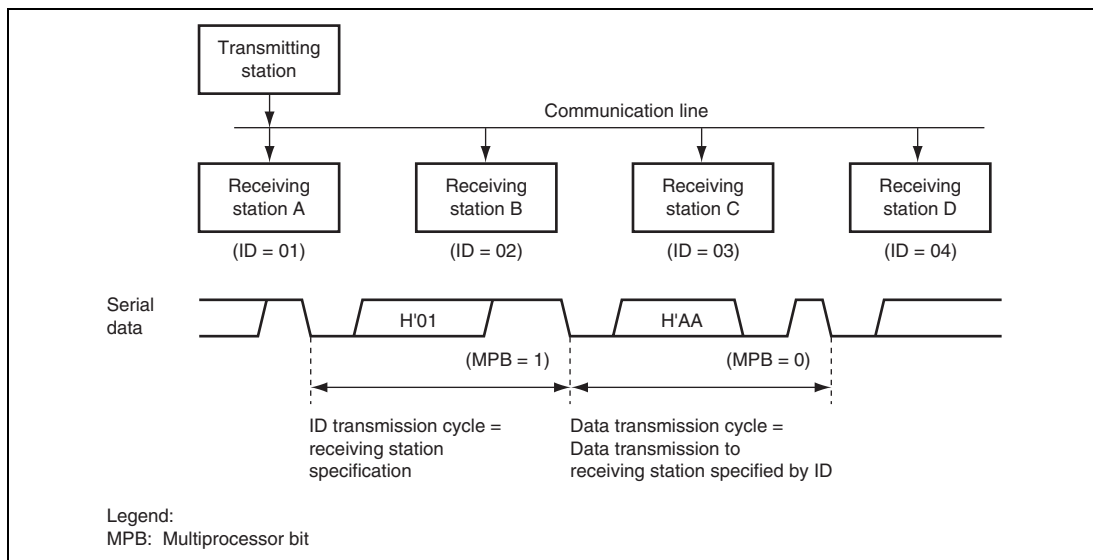 Transmitting
station
Communication line
Receiving
station A
Receiving
station B
Receiving
station C
Receiving
station D
(ID = 01)
(ID = 02)
(ID = 03)
(ID = 04)
Serial
data
H'01
H'AA
(MPB = 1)
(MPB = 0)
ID transmission cycle =
receiving station
specification
Data transmission cycle =
Data transmission to
receiving station specified by ID
Legend:
MPB: Multiprocessor bit